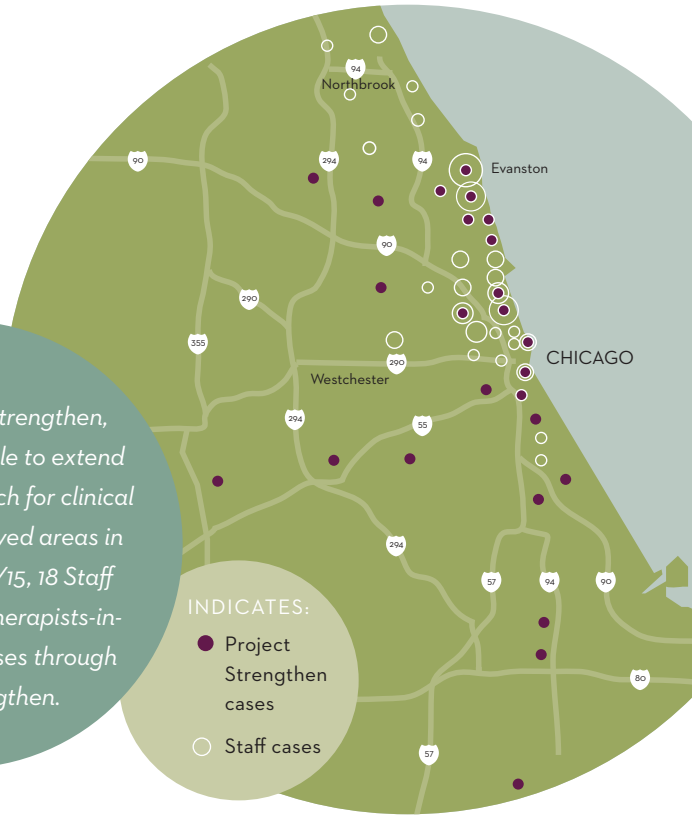 94
Northbrook
90
294
94
Evanston
90
290
355
CHICAGO
290
Westchester
294
55
294
57
94
90
80
57
trengthen,
le to extend
ch for clinical
ved areas in
/15, 18 Staff
herapists-in-
ses through
gthen.
INDICATES:
Project
Strengthen
cases
Staff cases